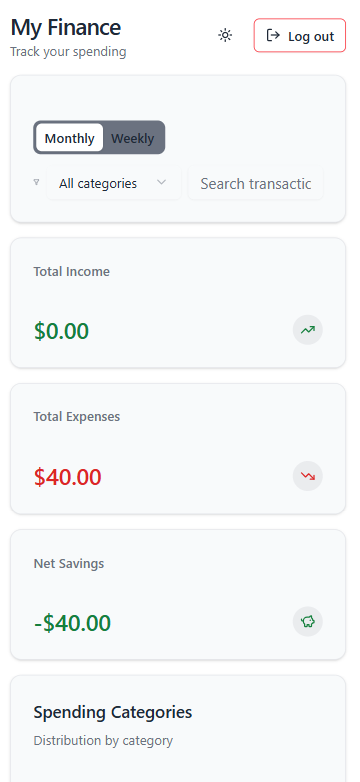 My Finance
Track your spending
Log out
Monthly Weekly
All categories
Search transactic
Total Income
$0.00
Total Expenses
$40.00
Net Savings
-$40.00
Spending Categories
Distribution by category